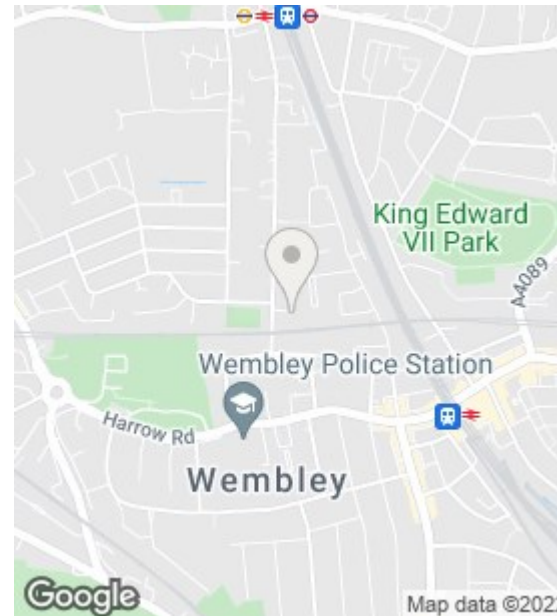 King Edward
VII Park
A4089
Wembley Police Station
Harrow Rd
Wembley
Google
Map data ©202